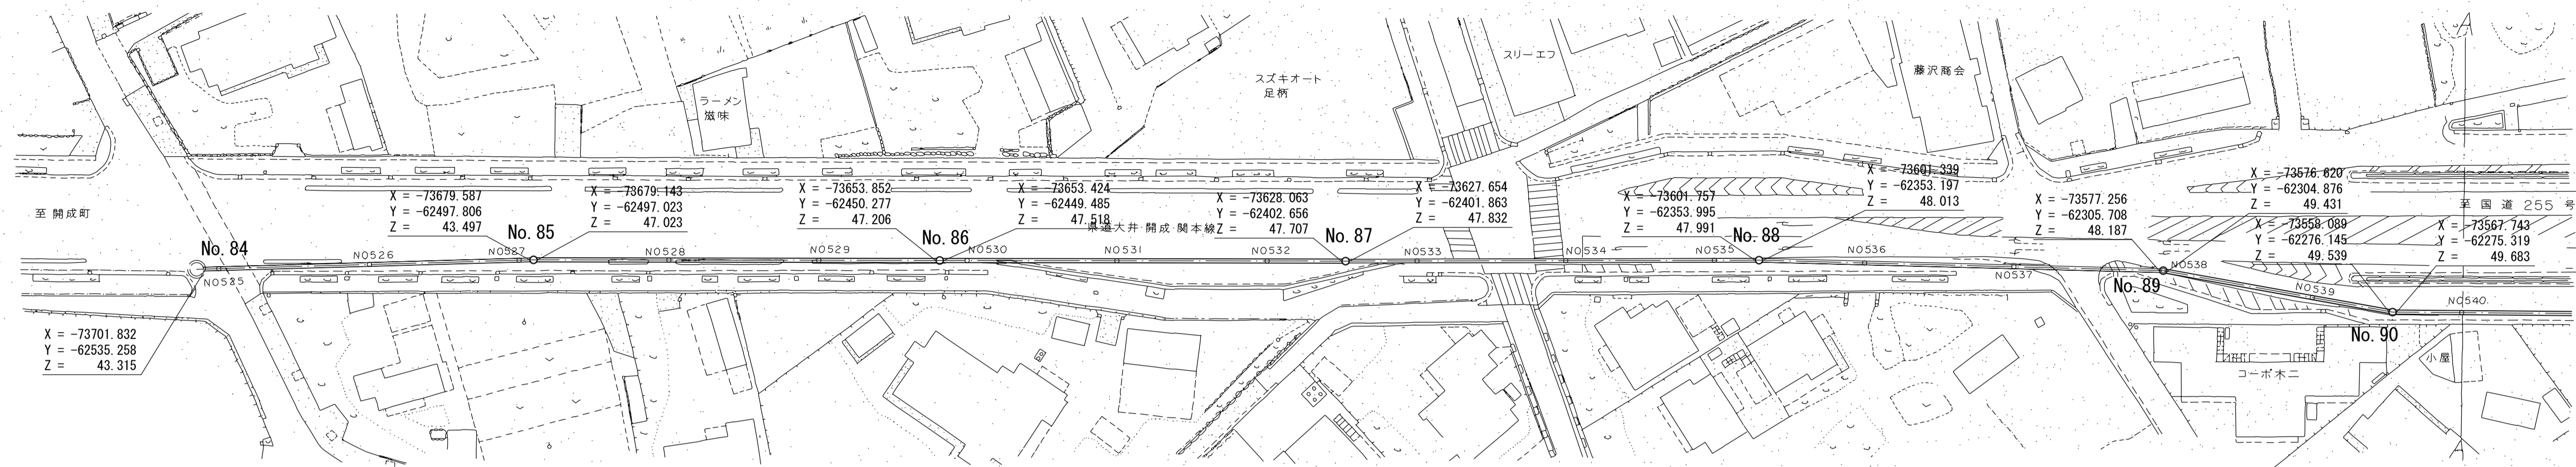 スリーエフ
スズキオート
足柄
藤沢商会
ラーメン
滋味
至 開成町
X = -73679.587
Y = -62497.806
Z = 43.497
X = -73679.143
Y = -62497.023
Z = 47.023
X = -73653.852
Y = -62450.277
Z = 47.206
X = -73653.424
Y = -62449.485
Z = 47.518
X = -73628.063
Y = -62402.656
Z = 47.707
X = -73627.654
Y = -62401.863
Z = 47.832
X = -73601.757
Y = -62353.995
Z = 47.991
X = -73601.339
Y = -62353.197
Z = 48.013
X = -73577.256
Y = -62305.708
Z = 48.187
X = -73576.620
Y = -62304.876
Z = 49.431
X = -73558.089
Y = -62276.145
Z = 49.539
X = -73567.743
Y = -62275.319
Z = 49.683
至 国 道 255 号
県道大井・開成・関本線
No. 84
No. 85
No. 86
No. 87
No. 88
No. 89
No. 90
NO525
NO526
NO527
NO528
NO529
NO530
NO531
NO532
NO533
NO534
NO535
NO536
NO537
NO538
NO539
NO540
X = -73701.832
Y = -62535.258
Z = 43.315
コーポ木二
小屋